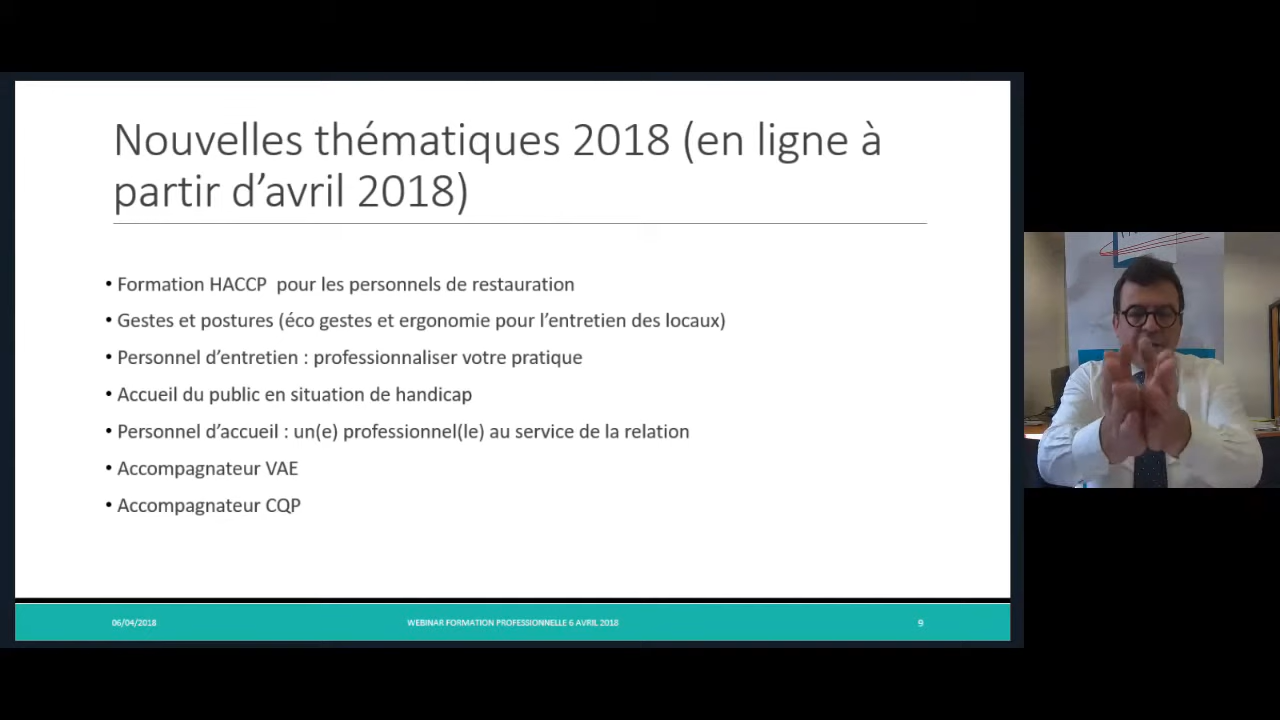 Nouvelles thématiques 2018 (en ligne à
partir d’avril 2018)
• Formation HACCP pour les personnels de restauration
• Gestes et postures (éco gestes et ergonomie pour l’entretien des locaux)
• Personnel d’entretien : professionnaliser votre pratique
• Accueil du public en situation de handicap
• Personnel d’accueil : un(e) professionnel(le) au service de la relation
• Accompagnateur VAE
• Accompagnateur CQP
06/04/2018
WEBINAR FORMATION PROFESSIONNELLE 6 AVRIL 2018
9